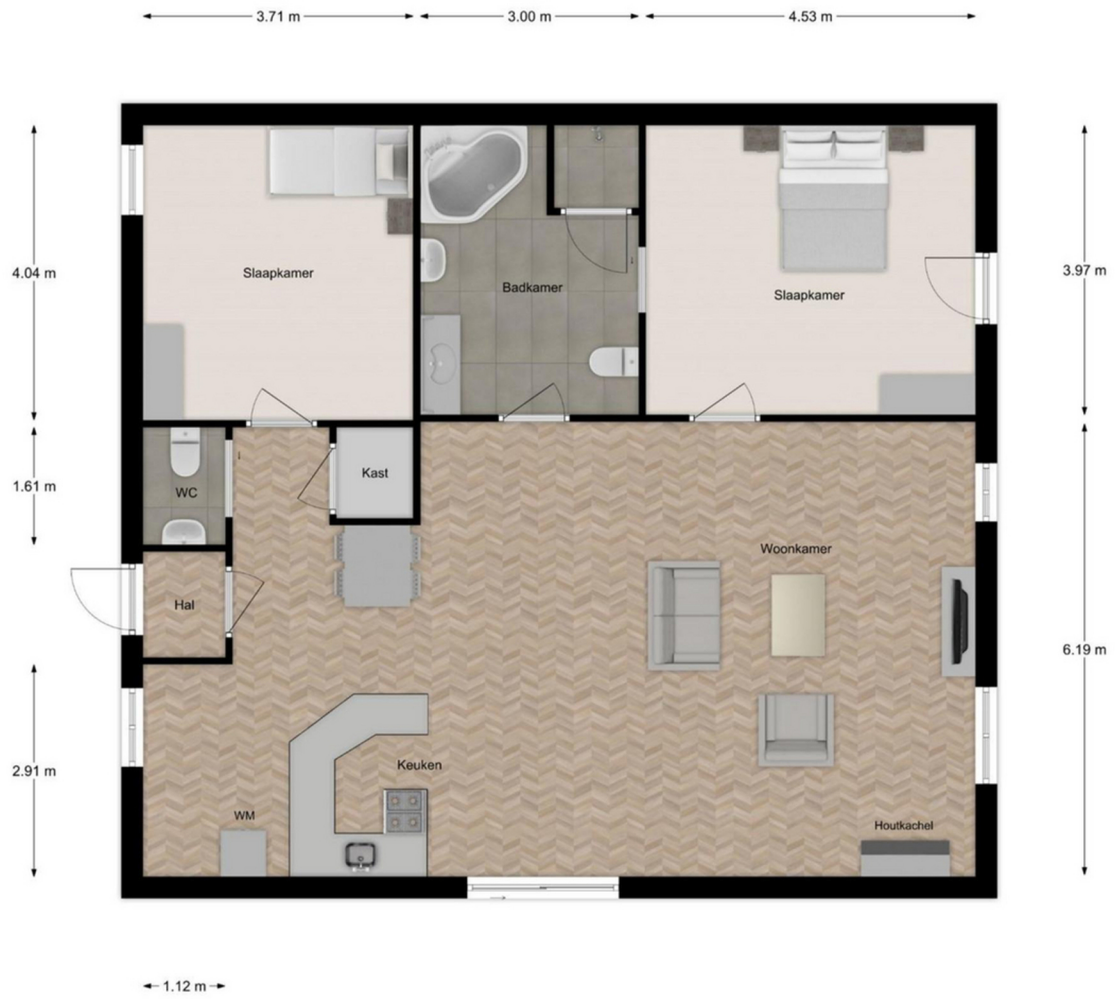 3.71 m
3.00 m
4.53 m
4.04 m
Slaapkamer
Badkamer
Slaapkamer
3.97 m
1.61 m
WC
Kast
Woonkamer
Hal
6.19 m
2.91 m
Keuken
WM
Houtkachel
1.12 m